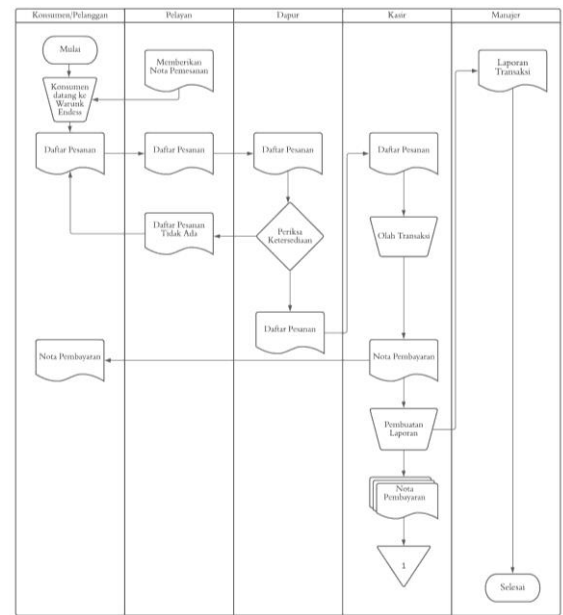 Konsumen/Pelanggan
Pelayan
Dapur
Kasir
Manajer
Mulai
Memberikan
Nota Pemesanan
Laporan
Transaksi
Konsumen
datang ke
Warunk
Endess
Daftar Pesanan
Daftar Pesanan
Daftar Pesanan
Daftar Pesanan
Daftar Pesanan
Tidak Ada
Periksa
Ketersediaan
Olah Transaksi
Daftar Pesanan
Nota Pembayaran
Nota Pembayaran
Pembuatan
Laporan
Nota
Pembayaran
1
Selesai